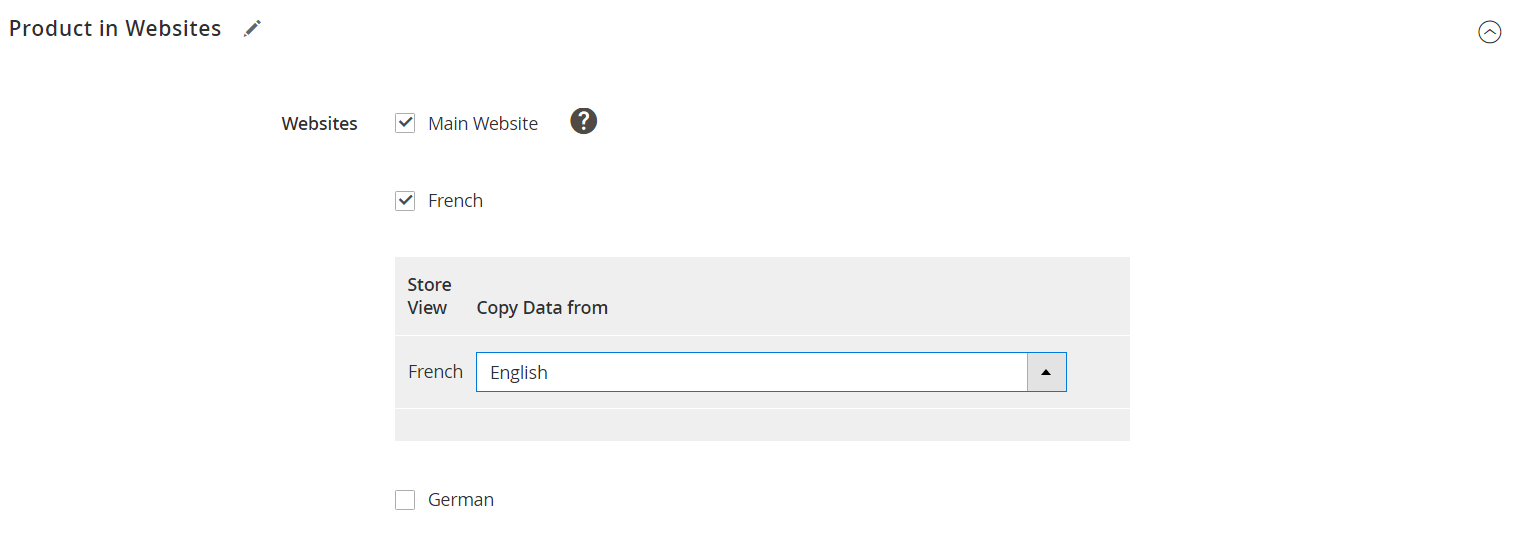 Product in Websites
Websites
Main Website
?
French
Store
View
Copy Data from
French
English
German